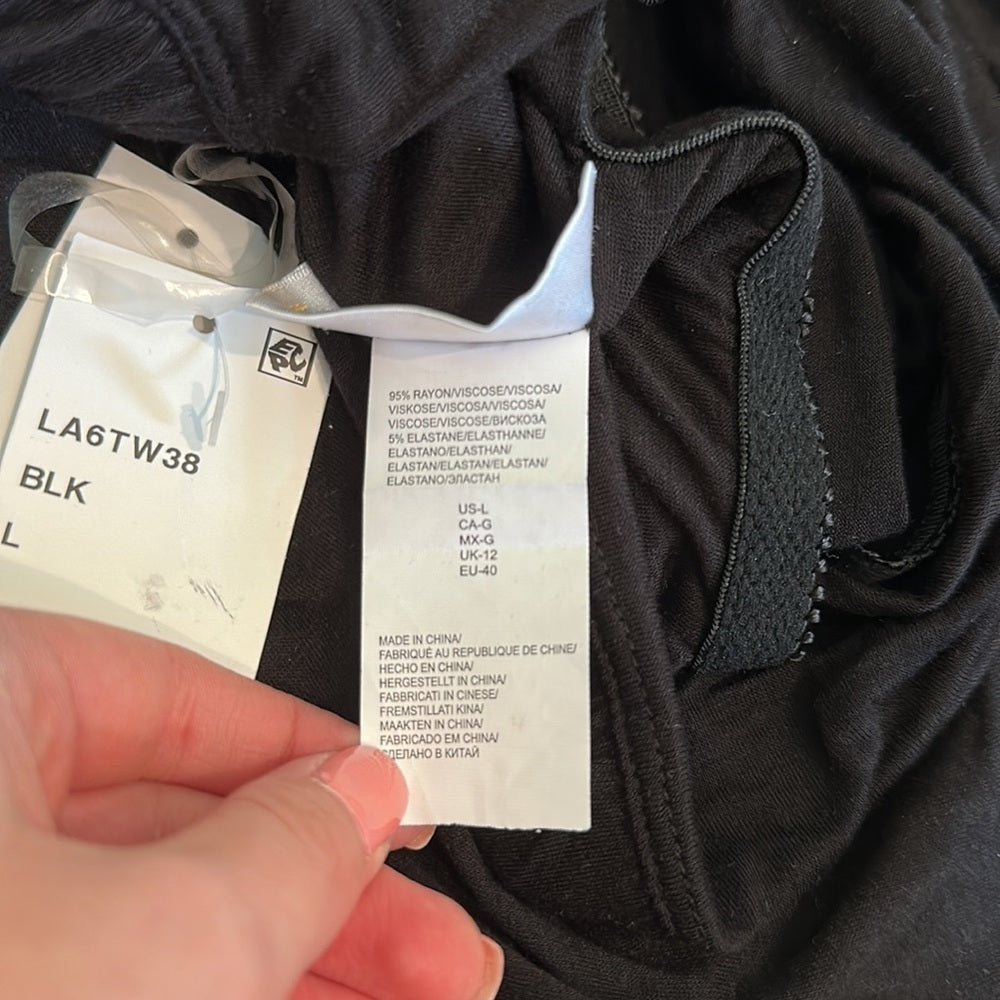 EPC
TM
LA6TW38
BLK
L
95% RAYON/VISCOSE/VISCOSA/
VISKOSE/VISCOSA/VISCOSA/
VISCOSE/VISCOSE/ВИСКОЗА
5% ELASTANE/ELASTHANNE/
ELASTANO/ELASTHAN/
ELASTAN/ELASTAN/ELASTAN/
ELASTANO/ЭЛАСТАН
US-L
CA-G
MX-G
UK-12
EU-40
MADE IN CHINA/
FABRIQUÉ AU REPUBLIQUE DE CHINE/
HECHO EN CHINA/
HERGESTELLT IN CHINA/
FABBRICATI IN CINESE/
FREMSTILLATI KINA/
MAAKTEN IN CHINA/
FABRICADO EM CHINA/
СДЕЛАНО В КИТАЙ